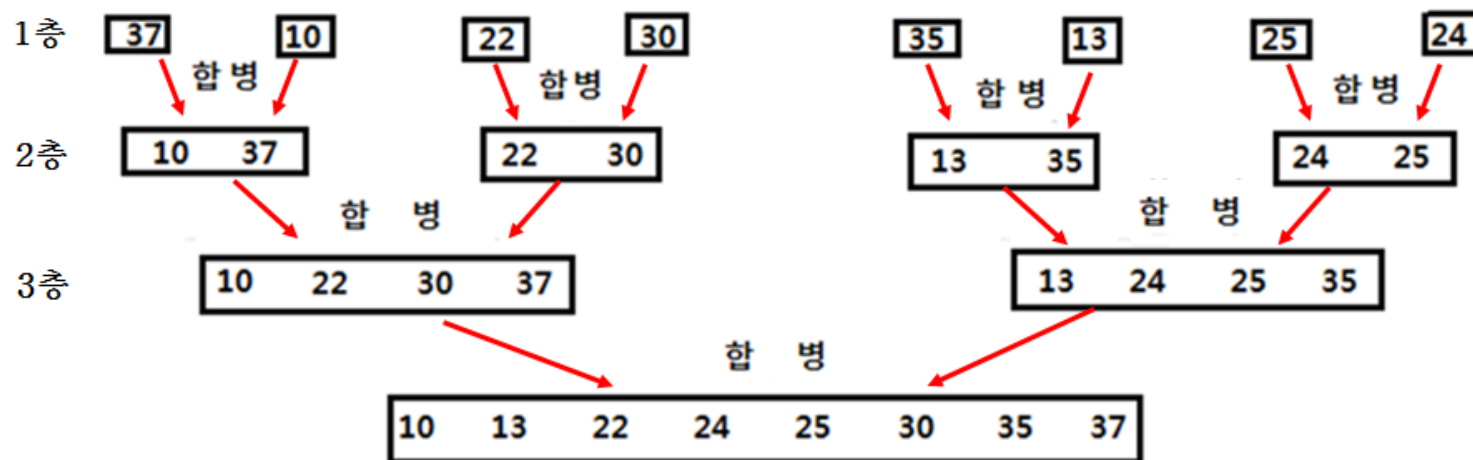 1층 37 10 22 30 35 13 25 24
합병 합병 합병 합병
2층 10 37 22 30 13 35 24 25
합 병 합 병
3층 10 22 30 37 13 24 25 35
합 병
10 13 22 24 25 30 35 37